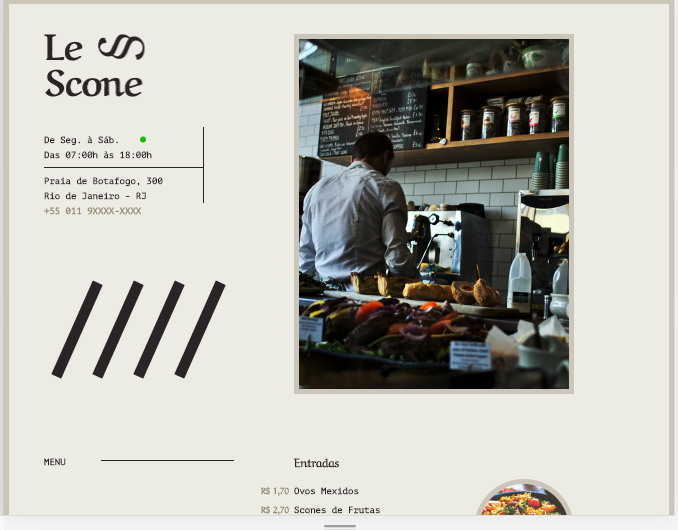 Le
Scone
De Seg. à Sáb.
Das 07:00h às 18:00h
Praia de Botafogo, 300
Rio de Janeiro - RJ
+55 011 9XXXX-XXXX
MENU
Entradas
R$ 1,70 Ovos Mexidos
R$ 2,70 Scones de Frutas